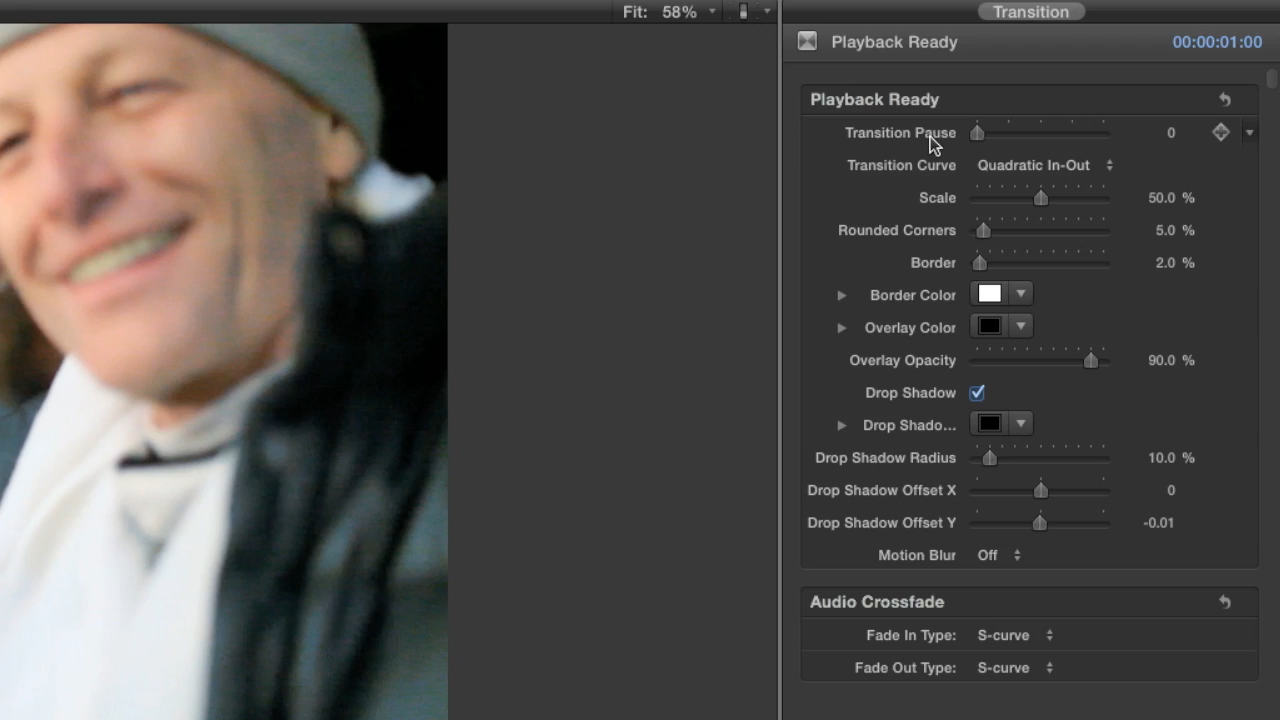 Fit: 58%
Transition
Playback Ready 00:00:01:00
Playback Ready
Transition Pause 0
Transition Curve Quadratic In-Out
Scale 50.0 %
Rounded Corners 5.0 %
Border 2.0 %
Border Color
Overlay Color
Overlay Opacity 90.0 %
Drop Shadow
Drop Shado...
Drop Shadow Radius 10.0 %
Drop Shadow Offset X 0
Drop Shadow Offset Y -0.01
Motion Blur Off
Audio Crossfade
Fade In Type: S-curve
Fade Out Type: S-curve